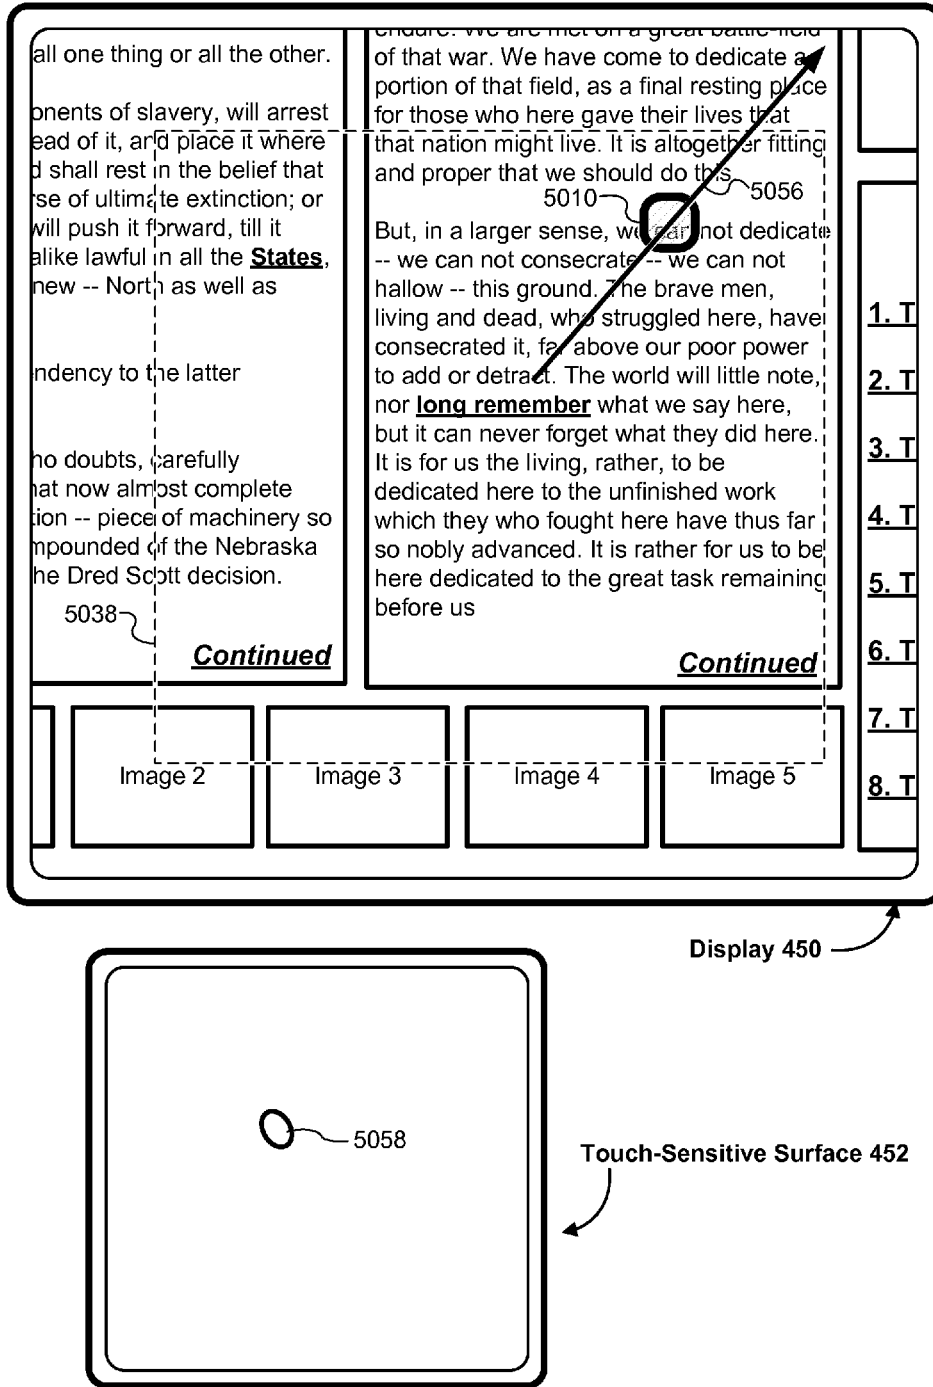 all one thing or all the other.
onents of slavery, will arrest
ead of it, and place it where
d shall rest in the belief that
rse of ultimate extinction; or
will push it forward, till it
alike lawful in all the States,
new -- North as well as
ndency to the latter
ho doubts, carefully
hat now almost complete
tion -- piece of machinery so
mpounded of the Nebraska
he Dred Scott decision.
5038
Continued
endure. We are met on a great battle-field
of that war. We have come to dedicate a
portion of that field, as a final resting place
for those who here gave their lives that
that nation might live. It is altogether fitting
and proper that we should do this.
5010
5056
But, in a larger sense, we can not dedicate
-- we can not consecrate -- we can not
hallow -- this ground. The brave men,
living and dead, who struggled here, have
consecrated it, far above our poor power
to add or detract. The world will little note,
nor long remember what we say here,
but it can never forget what they did here.
It is for us the living, rather, to be
dedicated here to the unfinished work
which they who fought here have thus far
so nobly advanced. It is rather for us to be
here dedicated to the great task remaining
before us
Continued
1. T
2. T
3. T
4. T
5. T
6. T
7. T
8. T
Image 2
Image 3
Image 4
Image 5
Display 450
5058
Touch-Sensitive Surface 452